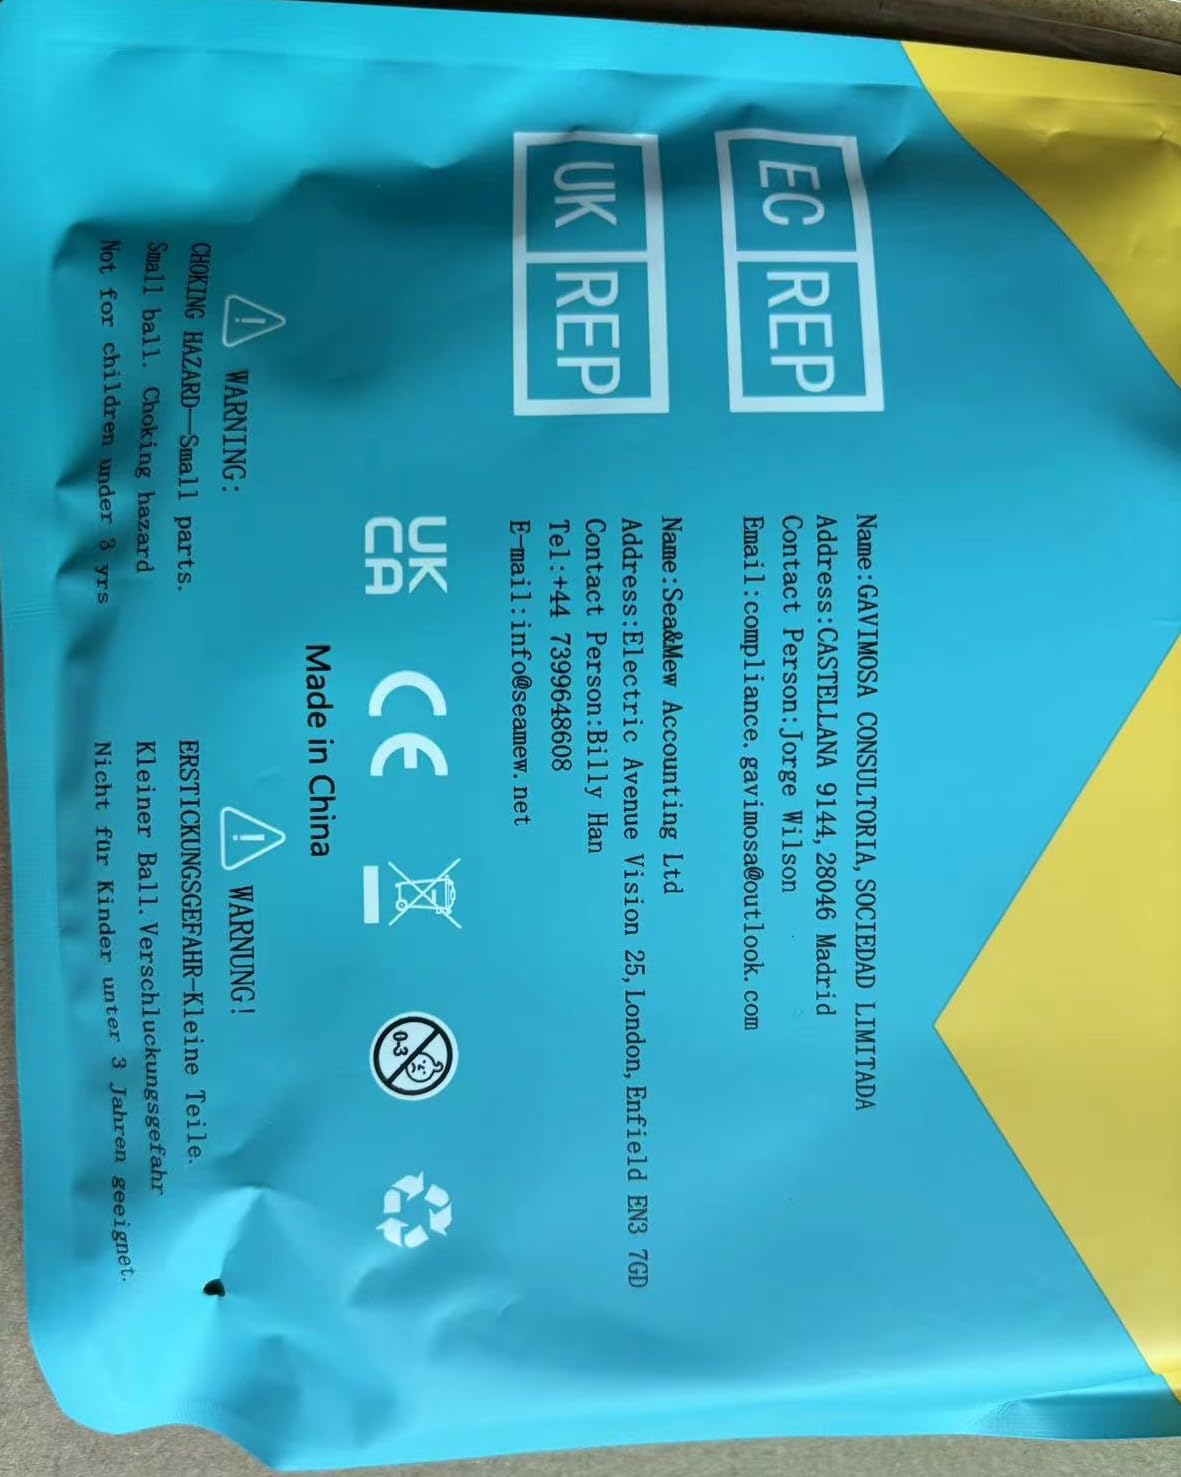 EC REP
Name:GAVIMOSA CONSULTORIA, SOCIEDAD LIMITADA
Address:CASTELLANA 9144, 28046 Madrid
Contact Person:Jorge Wilson
Email:compliance.gavimosa@outlook.com
UK REP
Name:Sea&Mew Accounting Ltd
Address:Electric Avenue Vision 25, London, Enfield EN3 7GD
Contact Person:Billy Han
Tel:+44 7399648608
E-mail:info@seamew.net
UK
CA
CE
0-3
Made in China
WARNING:
CHOKING HAZARD—Small parts.
Small ball. Choking hazard
Not for children under 3 yrs
WARNUNG!
ERSTICKUNGSGEFAHR-Kleine Teile.
Kleiner Ball. Verschluckungsgefahr
Nicht für Kinder unter 3 Jahren geeignet.